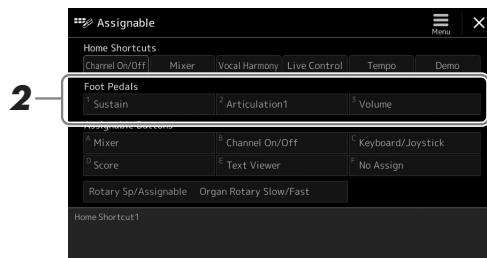 Assignable
Menu
Home Shortcuts
Channel On/Off Mixer Vocal Harmony Live Control Tempo Demo
2
Foot Pedals
1 Sustain 2 Articulation1 3 Volume
Assignable Buttons
A Mixer B Channel On/Off C Keyboard/Joystick
D Score E Text Viewer F No Assign
Rotary Sp/Assignable Organ Rotary Slow/Fast
Home Shortcut1